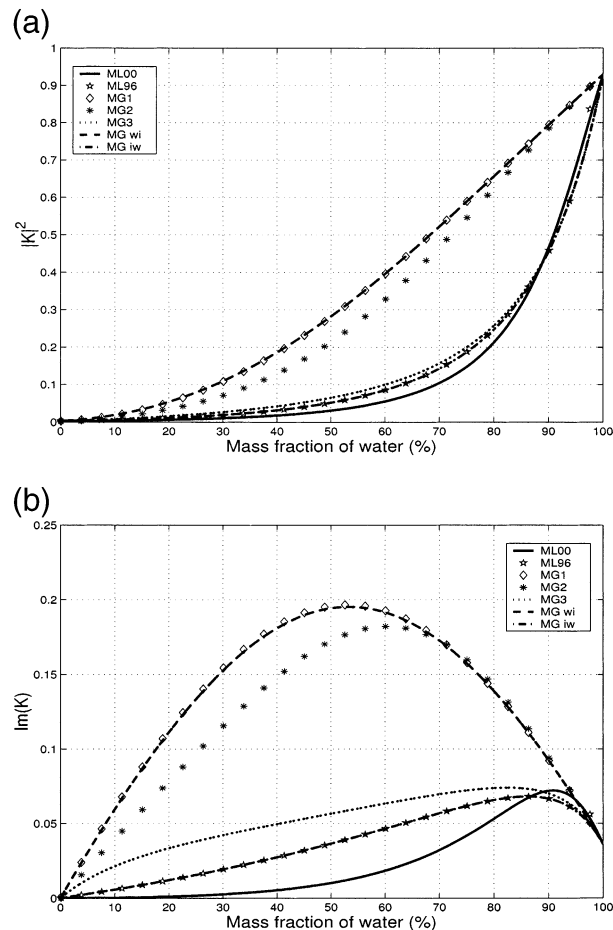 (a)
1
0.9
0.8
0.7
0.6
0.5
0.4
0.3
0.2
0.1
0
|K|²
ML00
ML96
MG1
MG2
MG3
MG wi
MG iw
0 10 20 30 40 50 60 70 80 90 100
Mass fraction of water (%)
(b)
0.25
0.2
0.15
0.1
0.05
0
Im(K)
ML00
ML96
MG1
MG2
MG3
MG wi
MG iw
0 10 20 30 40 50 60 70 80 90 100
Mass fraction of water (%)